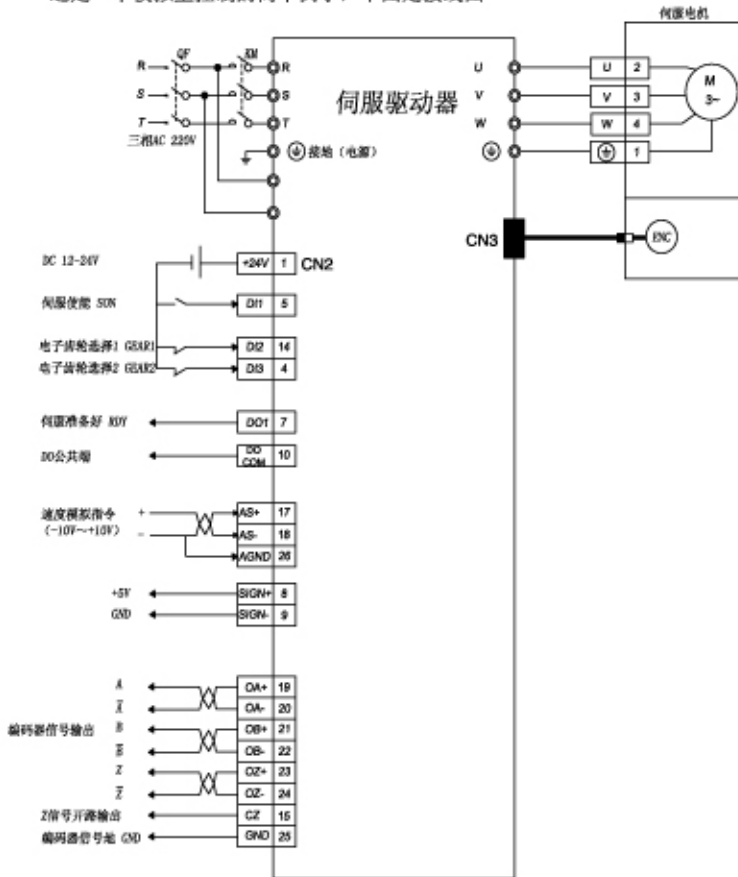 伺服电机
QF KM
R R U U 2 M 3~
S S 伺服驱动器 V V 3
T T W W 4
三相AC 220V
接地（电源） 1
CN3 ENC
DC 12-24V +24V 1 CN2
伺服使能 SON DI1 5
电子齿轮选择1 GEAR1 DI2 14
电子齿轮选择2 GEAR2 DI3 4
伺服准备好 RDY DO1 7
DO公共端 DO COM 10
速度模拟指令 + AS+ 17
(-10V～+10V) - AS- 18
AGND 26
+5V SIGN+ 8
GND SIGN- 9
A OA+ 19
A̅ OA- 20
编码器信号输出 B OB+ 21
B̅ OB- 22
Z OZ+ 23
Z̅ OZ- 24
Z信号开路输出 CZ 15
编码器信号地 GND GND 25